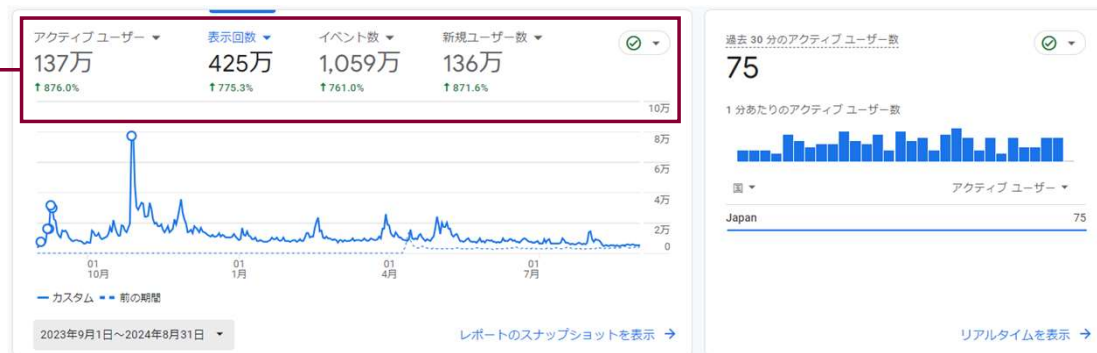 アクティブ ユーザー
137万
876.0%
表示回数
425万
775.3%
イベント数
1,059万
761.0%
新規ユーザー数
136万
871.6%
10万
8万
6万
4万
2万
0
01
10月
01
1月
01
4月
01
7月
カスタム
前の期間
2023年9月1日～2024年8月31日
レポートのスナップショットを表示
過去 30 分のアクティブ ユーザー数
75
1 分あたりのアクティブ ユーザー数
国
アクティブ ユーザー
Japan
75
リアルタイムを表示